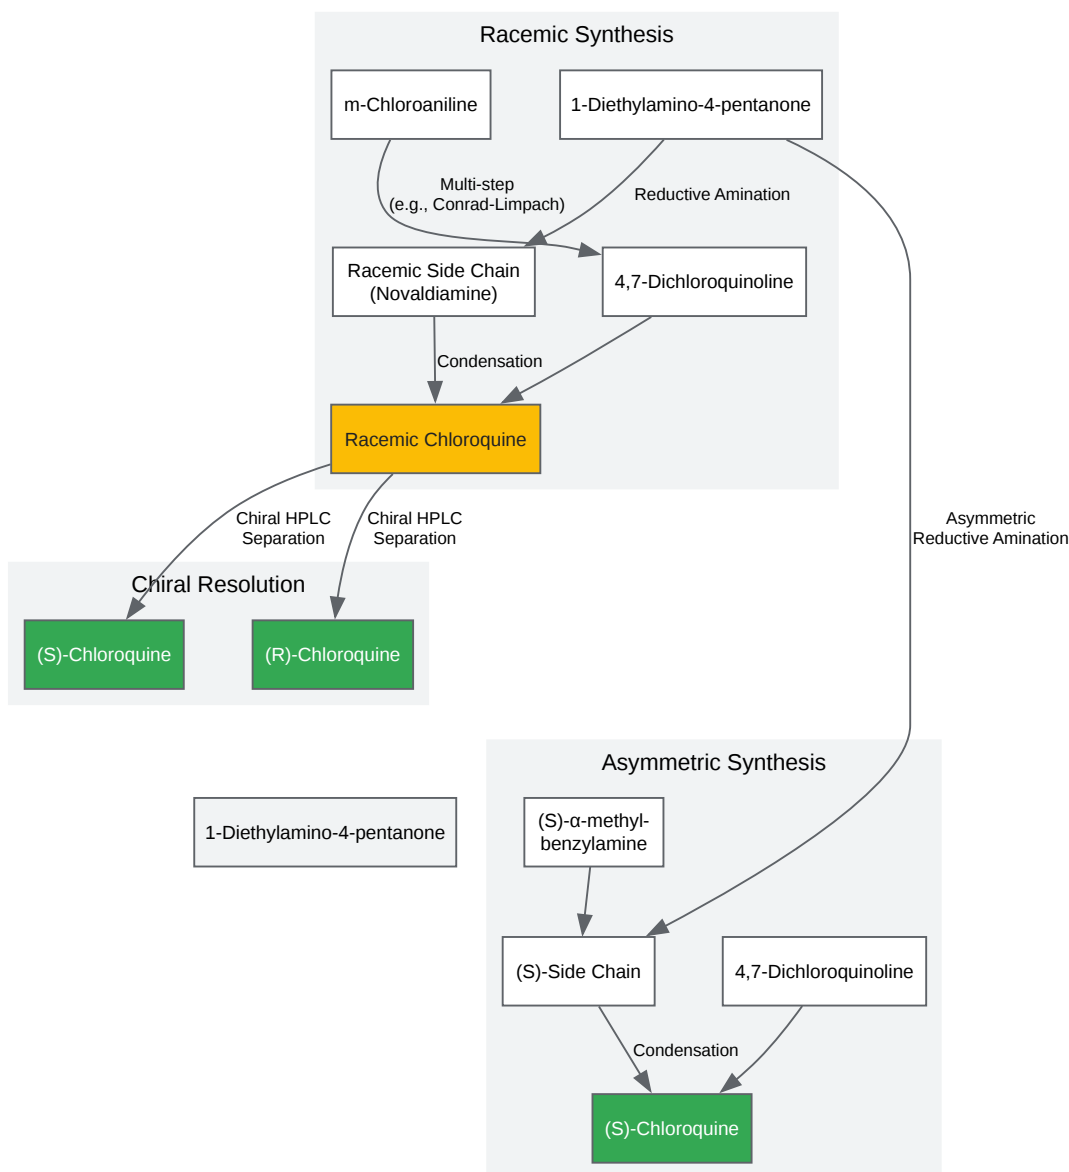 Racemic Synthesis
m-Chloroaniline
1-Diethylamino-4-pentanone
Multi-step
(e.g., Conrad-Limpach)
Reductive Amination
Racemic Side Chain
(Novaldiamine)
4,7-Dichloroquinoline
Condensation
Racemic Chloroquine
Chiral HPLC
Separation
Chiral HPLC
Separation
Asymmetric
Reductive Amination
Chiral Resolution
(S)-Chloroquine
(R)-Chloroquine
Asymmetric Synthesis
1-Diethylamino-4-pentanone
(S)-α-methyl-
benzylamine
(S)-Side Chain
4,7-Dichloroquinoline
Condensation
(S)-Chloroquine